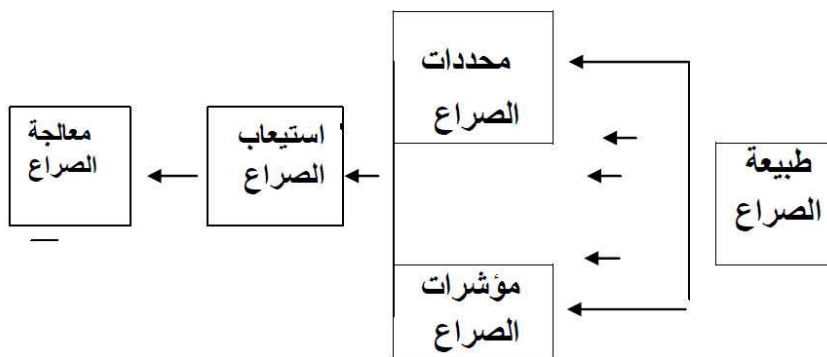 طبيعة
الصراع
محددات
الصراع
مؤشرات
الصراع
استيعاب
الصراع
معالجة
الصراع